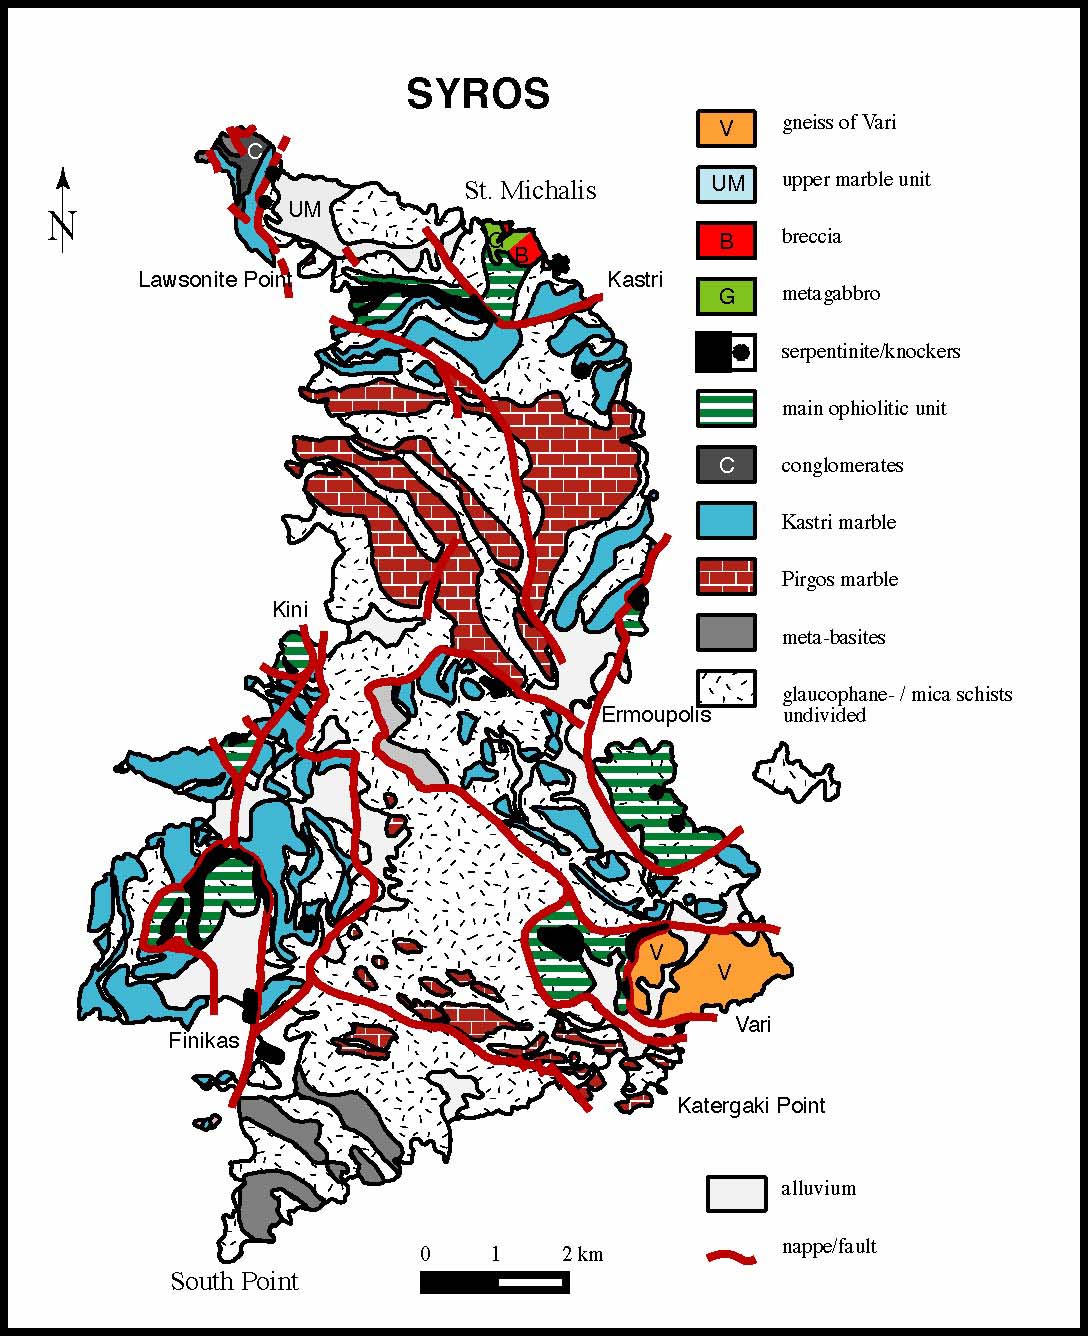 SYROS
V gneiss of Vari
C
UM upper marble unit
St. Michalis
N
UM
B breccia
G
B
Lawsonite Point
Kastri
G metagabbro
serpentinite/knockers
main ophiolitic unit
C conglomerates
Kastri marble
Pirgos marble
Kini
meta-basites
glaucophane- / mica schists
undivided
Ermoupolis
V
V
Vari
Finikas
Katergaki Point
alluvium
nappe/fault
0 1 2 km
South Point